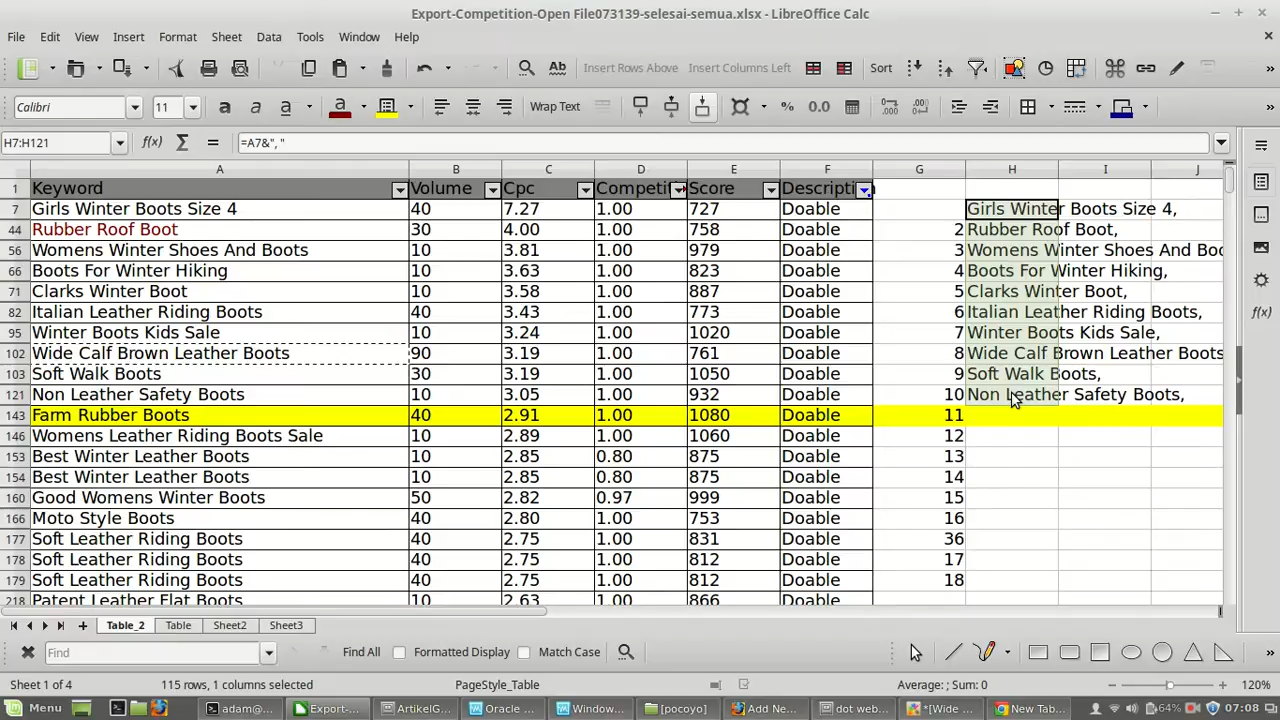 Export-Competition-Open File073139-selesai-semua.xlsx - LibreOffice Calc
File Edit View Insert Format Sheet Data Tools Window Help
Insert Rows Above Insert Columns Left Sort
Calibri 11 a a a a Wrap Text % 0.0
H7:H121 f(x) Σ = =A7&", "
A B C D E F G H I J
1 Keyword Volume Cpc Competit Score Description
7 Girls Winter Boots Size 4 40 7.27 1.00 727 Doable Girls Winter Boots Size 4,
44 Rubber Roof Boot 30 4.00 1.00 758 Doable 2 Rubber Roof Boot,
56 Womens Winter Shoes And Boots 10 3.81 1.00 979 Doable 3 Womens Winter Shoes And Boo
66 Boots For Winter Hiking 10 3.63 1.00 823 Doable 4 Boots For Winter Hiking,
71 Clarks Winter Boot 10 3.58 1.00 887 Doable 5 Clarks Winter Boot,
82 Italian Leather Riding Boots 40 3.43 1.00 773 Doable 6 Italian Leather Riding Boots,
95 Winter Boots Kids Sale 10 3.24 1.00 1020 Doable 7 Winter Boots Kids Sale,
102 Wide Calf Brown Leather Boots 90 3.19 1.00 761 Doable 8 Wide Calf Brown Leather Boots
103 Soft Walk Boots 30 3.19 1.00 1050 Doable 9 Soft Walk Boots,
121 Non Leather Safety Boots 10 3.05 1.00 932 Doable 10 Non Leather Safety Boots,
143 Farm Rubber Boots 40 2.91 1.00 1080 Doable 11
146 Womens Leather Riding Boots Sale 10 2.89 1.00 1060 Doable 12
153 Best Winter Leather Boots 10 2.85 0.80 875 Doable 13
154 Best Winter Leather Boots 10 2.85 0.80 875 Doable 14
160 Good Womens Winter Boots 50 2.82 0.97 999 Doable 15
166 Moto Style Boots 40 2.80 1.00 753 Doable 16
177 Soft Leather Riding Boots 40 2.75 1.00 831 Doable 36
178 Soft Leather Riding Boots 40 2.75 1.00 812 Doable 17
179 Soft Leather Riding Boots 40 2.75 1.00 812 Doable 18
218 Patent Leather Flat Boots 10 2.63 1.00 866 Doable
Table_2 Table Sheet2 Sheet3
Find Find All Formatted Display Match Case
Sheet 1 of 4 115 rows, 1 columns selected PageStyle_Table Average: ; Sum: 0 120%
Menu adam@... Export-... ArtikelG... Oracle ... Window... [pocoyo] Add Ne... dot web... *[Wide ... New Tab... 64% 07:08